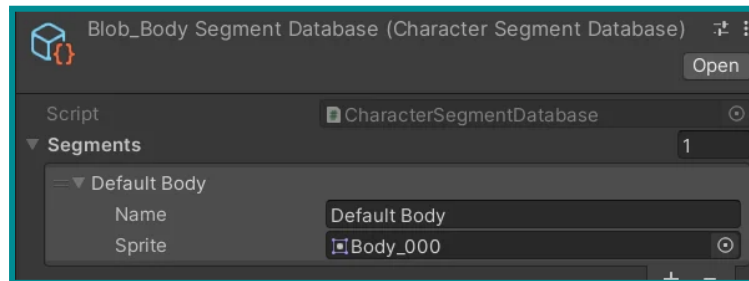 Blob_Body Segment Database (Character Segment Database)
Open
Script CharacterSegmentDatabase
Segments 1
Default Body
Name Default Body
Sprite Body_000